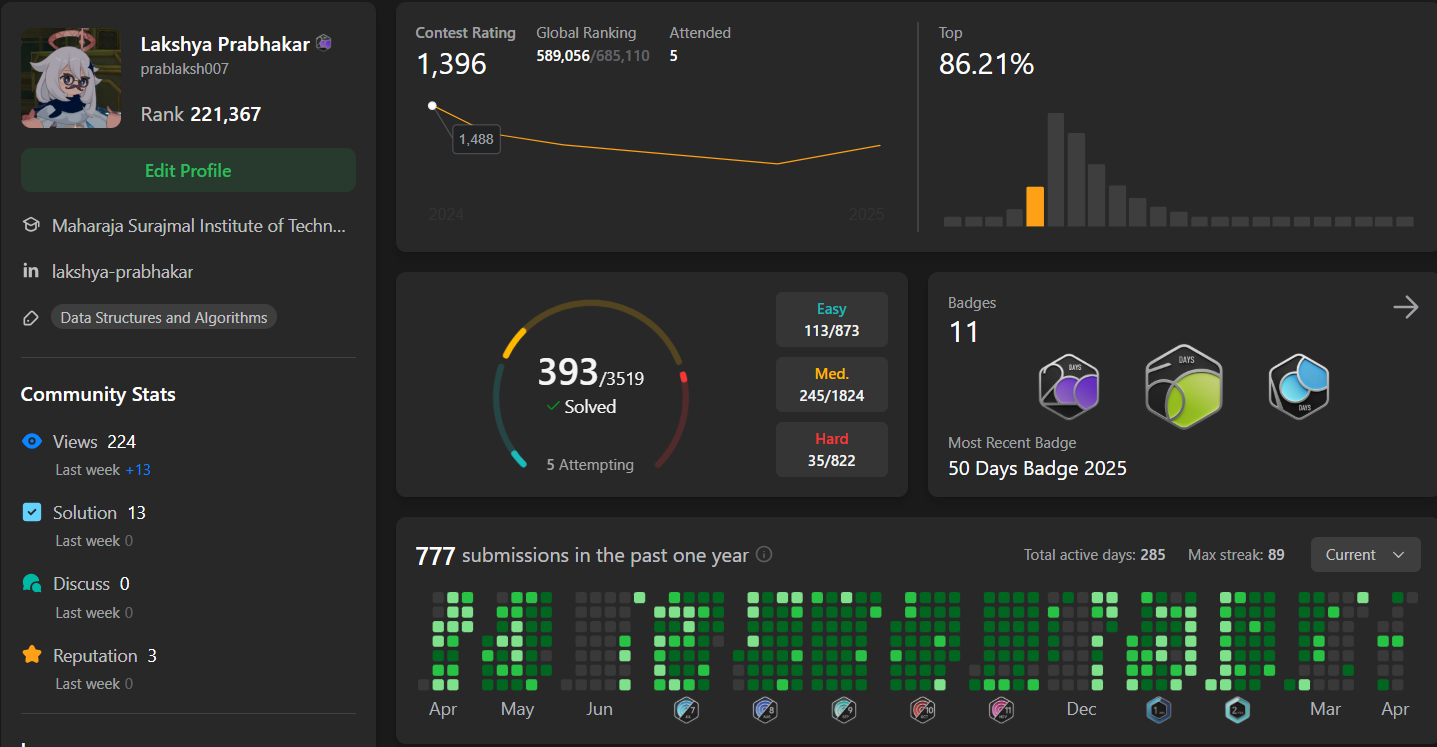 Lakshya Prabhakar
prablaksh007
Rank 221,367
Edit Profile
Maharaja Surajmal Institute of Techn...
lakshya-prabhakar
Data Structures and Algorithms
Community Stats
Views 224
Last week +13
Solution 13
Last week 0
Discuss 0
Last week 0
Reputation 3
Last week 0
Contest Rating
1,396
Global Ranking
589,056/685,110
Attended
5
1,488
2024
2025
Top
86.21%
393/3519
Solved
5 Attempting
Easy
113/873
Med.
245/1824
Hard
35/822
Badges
11
DAYS
DAYS
DAYS
Most Recent Badge
50 Days Badge 2025
777 submissions in the past one year
Total active days: 285
Max streak: 89
Current
Apr
May
Jun
7
8
9
10
11
Dec
1
2
Mar
Apr